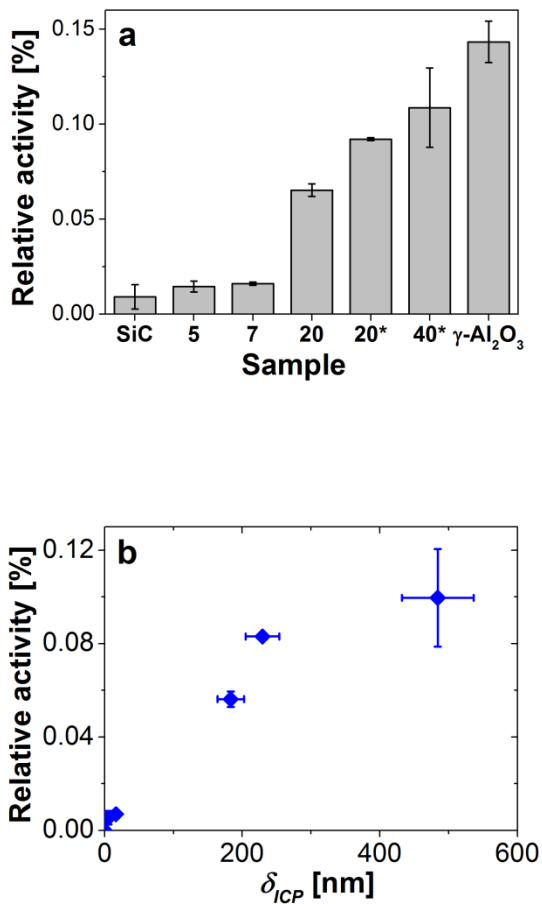 a
Relative activity [%]
0.15
0.10
0.05
0.00
SiC 5 7 20 20* 40* γ-Al₂O₃
Sample
b
Relative activity [%]
0.12
0.08
0.04
0.00
0 200 400 600
δICP [nm]